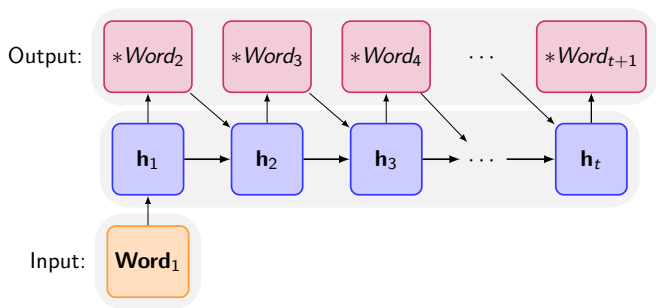 Output: *Word₂ *Word₃ *Word₄ ... *Wordₜ₊₁
h₁ h₂ h₃ ... hₜ
Input: Word₁